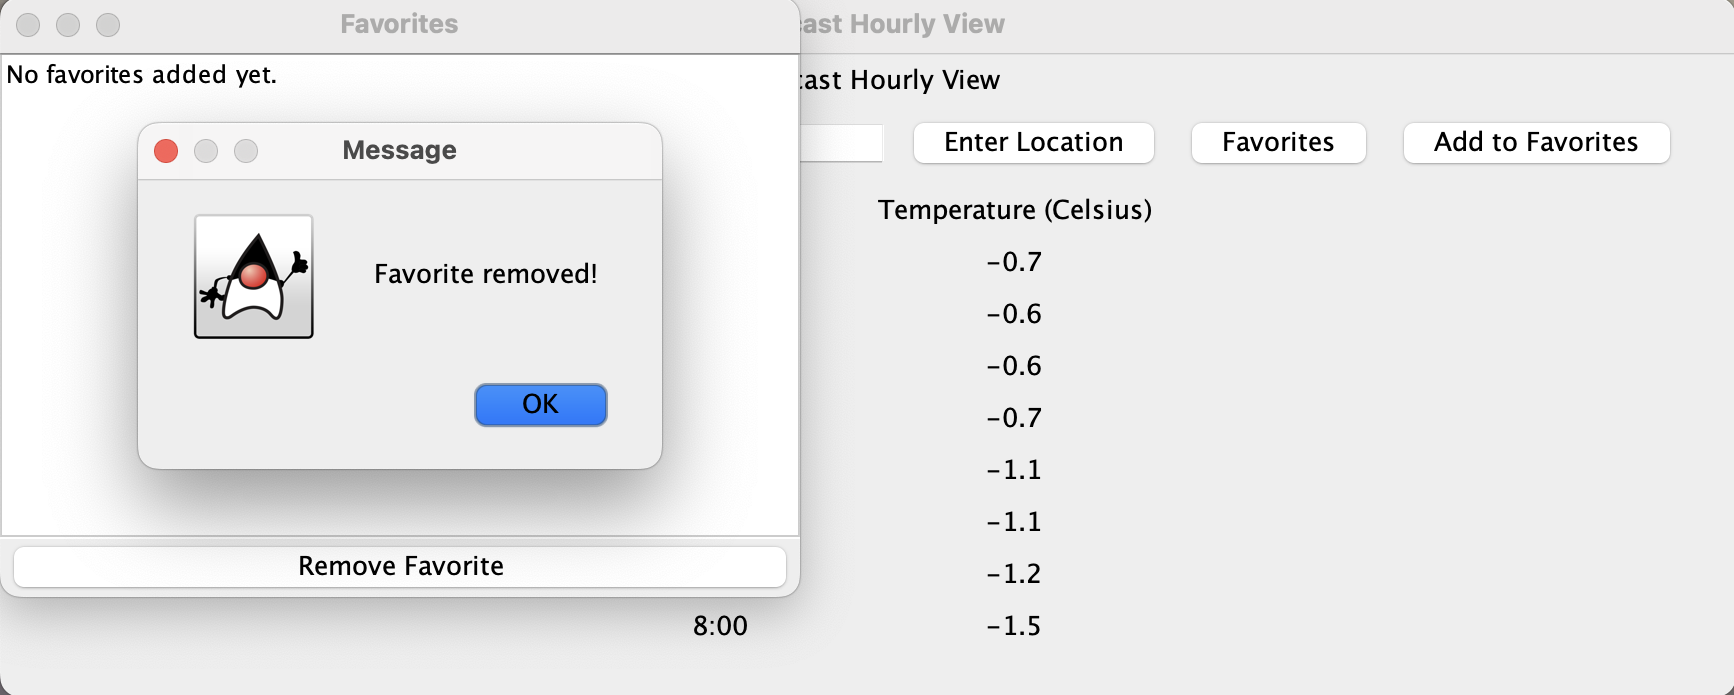 Favorites
No favorites added yet.
Message
Favorite removed!
OK
Remove Favorite
Hourly View
Hourly View
Enter Location
Favorites
Add to Favorites
Temperature (Celsius)
-0.7
-0.6
-0.6
-0.7
-1.1
-1.1
-1.2
8:00 -1.5